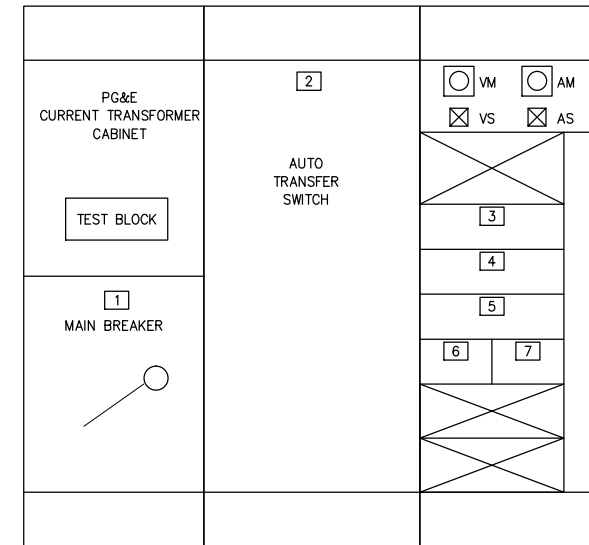 PG&E
CURRENT TRANSFORMER
CABINET
TEST BLOCK
1
MAIN BREAKER
2
AUTO
TRANSFER
SWITCH
VM AM
VS AS
3
4
5
6 7